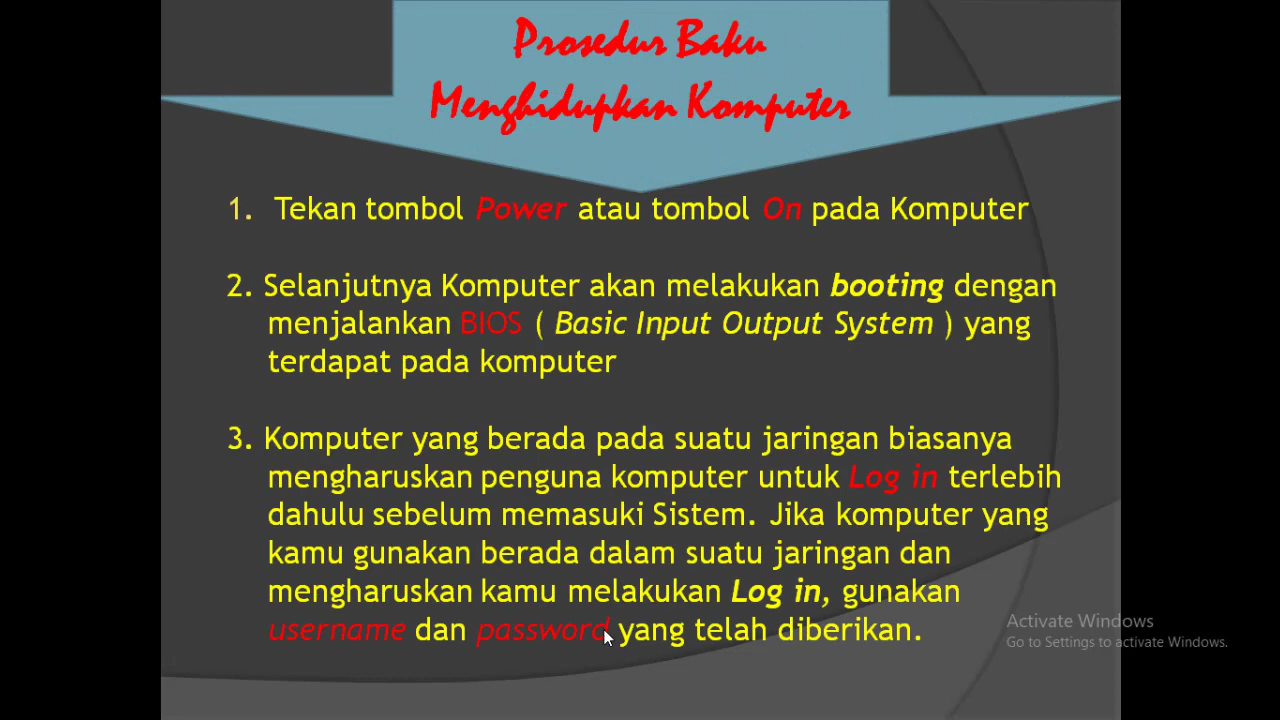 Prosedur Baku
Menghidupkan Komputer
1. Tekan tombol Power atau tombol On pada Komputer
2. Selanjutnya Komputer akan melakukan booting dengan
menjalankan BIOS ( Basic Input Output System ) yang
terdapat pada komputer
3. Komputer yang berada pada suatu jaringan biasanya
mengharuskan penguna komputer untuk Log in terlebih
dahulu sebelum memasuki Sistem. Jika komputer yang
kamu gunakan berada dalam suatu jaringan dan
mengharuskan kamu melakukan Log in, gunakan
username dan password yang telah diberikan.
Activate Windows
Go to Settings to activate Windows.